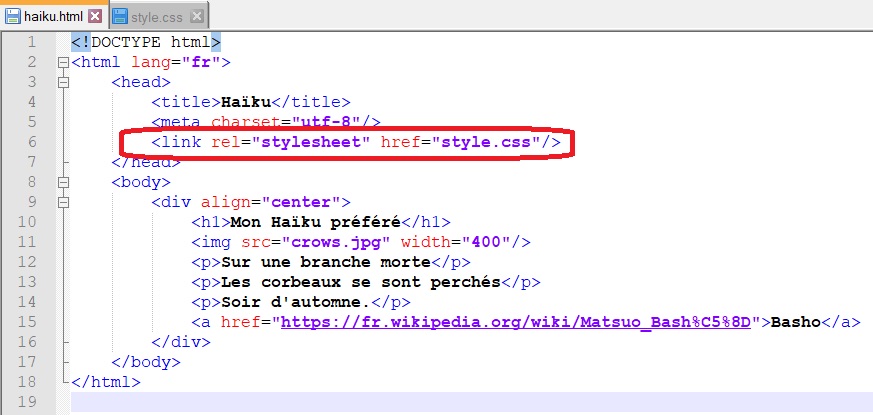 haiku.html style.css
1 <!DOCTYPE html>
2 <html lang="fr">
3 <head>
4 <title>Haïku</title>
5 <meta charset="utf-8"/>
6 <link rel="stylesheet" href="style.css"/>
7 </head>
8 <body>
9 <div align="center">
10 <h1>Mon Haïku préféré</h1>
11 <img src="crows.jpg" width="400"/>
12 <p>Sur une branche morte</p>
13 <p>Les corbeaux se sont perchés</p>
14 <p>Soir d'automne.</p>
15 <a href="https://fr.wikipedia.org/wiki/Matsuo_Bash%C5%8D">Basho</a>
16 </div>
17 </body>
18 </html>
19